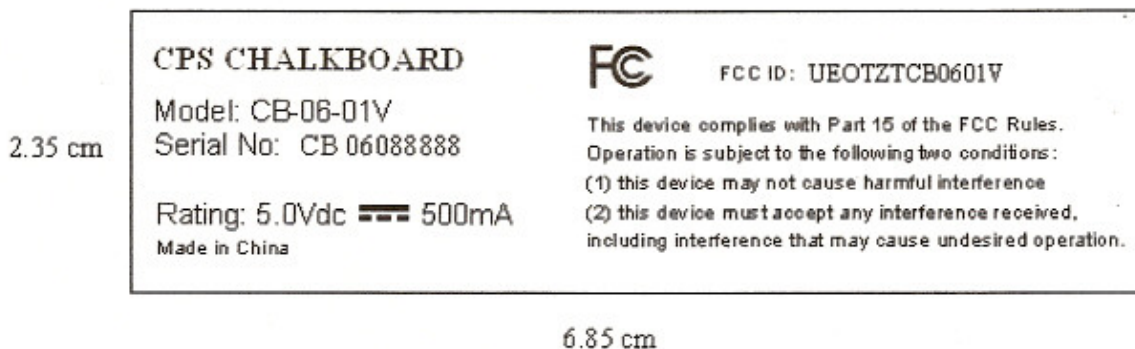 CPS CHALKBOARD
Model: CB-06-01V
Serial No: CB 06088888
Rating: 5.0Vdc 500mA
Made in China
FC FCC ID: UEOTZTCB0601V
This device complies with Part 15 of the FCC Rules.
Operation is subject to the following two conditions:
(1) this device may not cause harmful interference
(2) this device must accept any interference received,
including interference that may cause undesired operation.
2.35 cm
6.85 cm